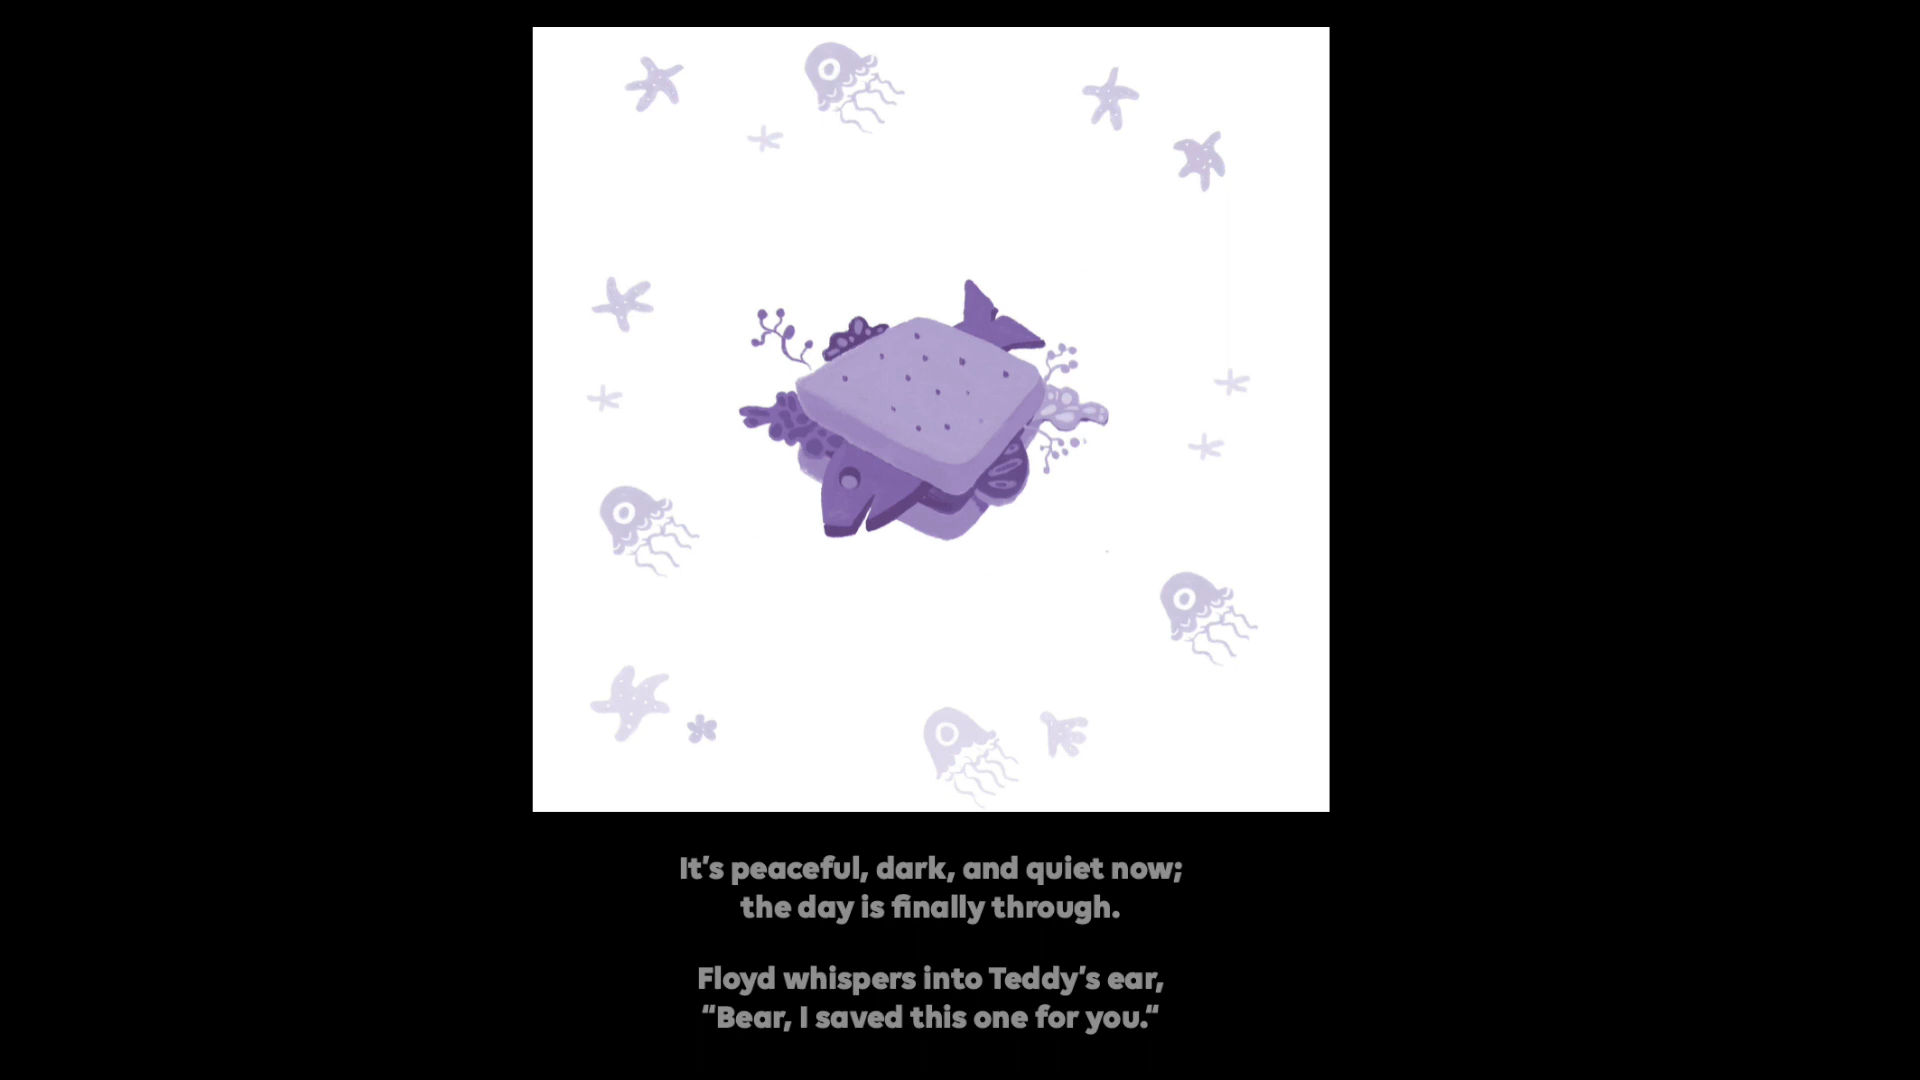 It's peaceful, dark, and quiet now;
the day is finally through.
Floyd whispers into Teddy's ear,
“Bear, I saved this one for you.“